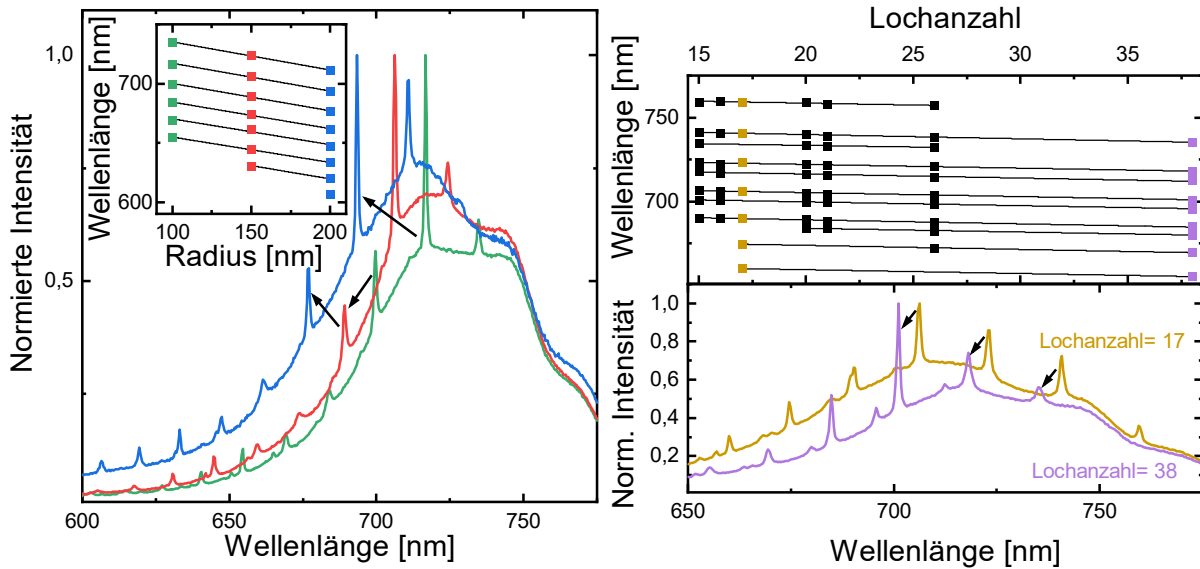 Normierte Intensität
1,0
0,5
0,0
600
650
700
750
Wellenlänge [nm]
Wellenlänge [nm]
700
600
100
150
200
Radius [nm]
Lochanzahl
15
20
25
30
35
Wellenlänge [nm]
750
700
Norm. Intensität
1,0
0,8
0,6
0,4
0,2
Lochanzahl= 17
Lochanzahl= 38
650
700
750
Wellenlänge [nm]